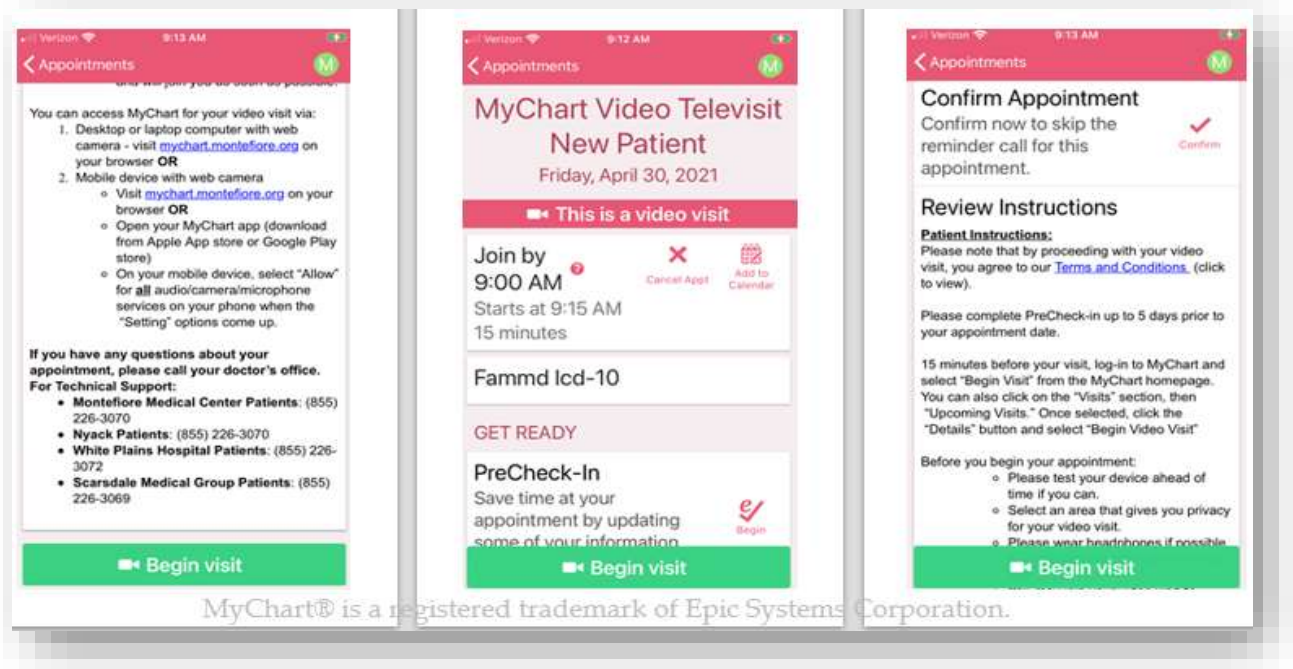 Verizon 9:13 AM
Appointments M
and will join you as soon as possible.
You can access MyChart for your video visit via:
1. Desktop or laptop computer with web
camera - visit mychart.montefiore.org on
your browser OR
2. Mobile device with web camera
Visit mychart.montefiore.org on your
browser OR
Open your MyChart app (download
from Apple App store or Google Play
store)
On your mobile device, select "Allow"
for all audio/camera/microphone
services on your phone when the
"Setting" options come up.
If you have any questions about your
appointment, please call your doctor's office.
For Technical Support:
• Montefiore Medical Center Patients: (855)
226-3070
• Nyack Patients: (855) 226-3070
• White Plains Hospital Patients: (855) 226-
3072
• Scarsdale Medical Group Patients: (855)
226-3069
Begin visit
Verizon 9:12 AM
Appointments M
MyChart Video Televisit
New Patient
Friday, April 30, 2021
This is a video visit
Join by
9:00 AM ?
Cancel Appt
Add to
Calendar
Starts at 9:15 AM
15 minutes
Fammd Icd-10
GET READY
PreCheck-In
Save time at your
appointment by updating
some of your information
Begin
Begin visit
Verizon 9:13 AM
Appointments M
Confirm Appointment
Confirm now to skip the
reminder call for this
appointment.
Confirm
Review Instructions
Patient Instructions:
Please note that by proceeding with your video
visit, you agree to our Terms and Conditions (click
to view).
Please complete PreCheck-in up to 5 days prior to
your appointment date.
15 minutes before your visit, log-in to MyChart and
select "Begin Visit" from the MyChart homepage.
You can also click on the "Visits" section, then
"Upcoming Visits." Once selected, click the
"Details" button and select "Begin Video Visit"
Before you begin your appointment:
Please test your device ahead of
time if you can.
Select an area that gives you privacy
for your video visit.
Please wear headphones if possible
Begin visit
MyChart® is a registered trademark of Epic Systems Corporation.